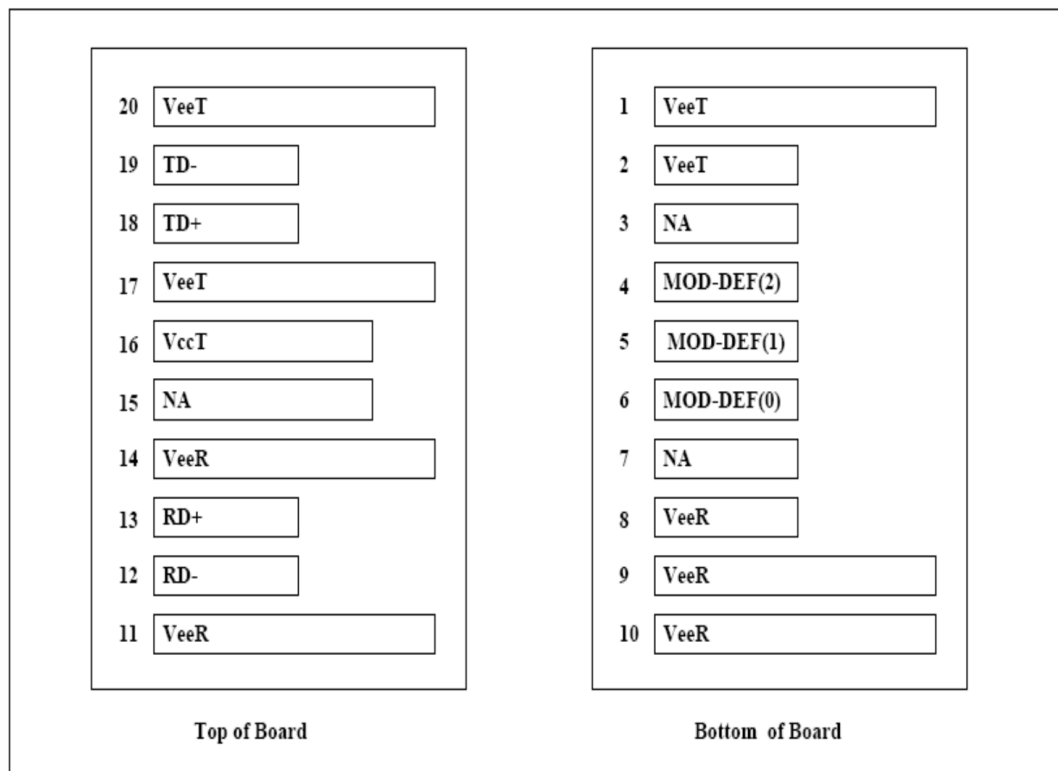 20 VeeT
19 TD-
18 TD+
17 VeeT
16 VccT
15 NA
14 VeeR
13 RD+
12 RD-
11 VeeR
Top of Board
1 VeeT
2 VeeT
3 NA
4 MOD-DEF(2)
5 MOD-DEF(1)
6 MOD-DEF(0)
7 NA
8 VeeR
9 VeeR
10 VeeR
Bottom of Board